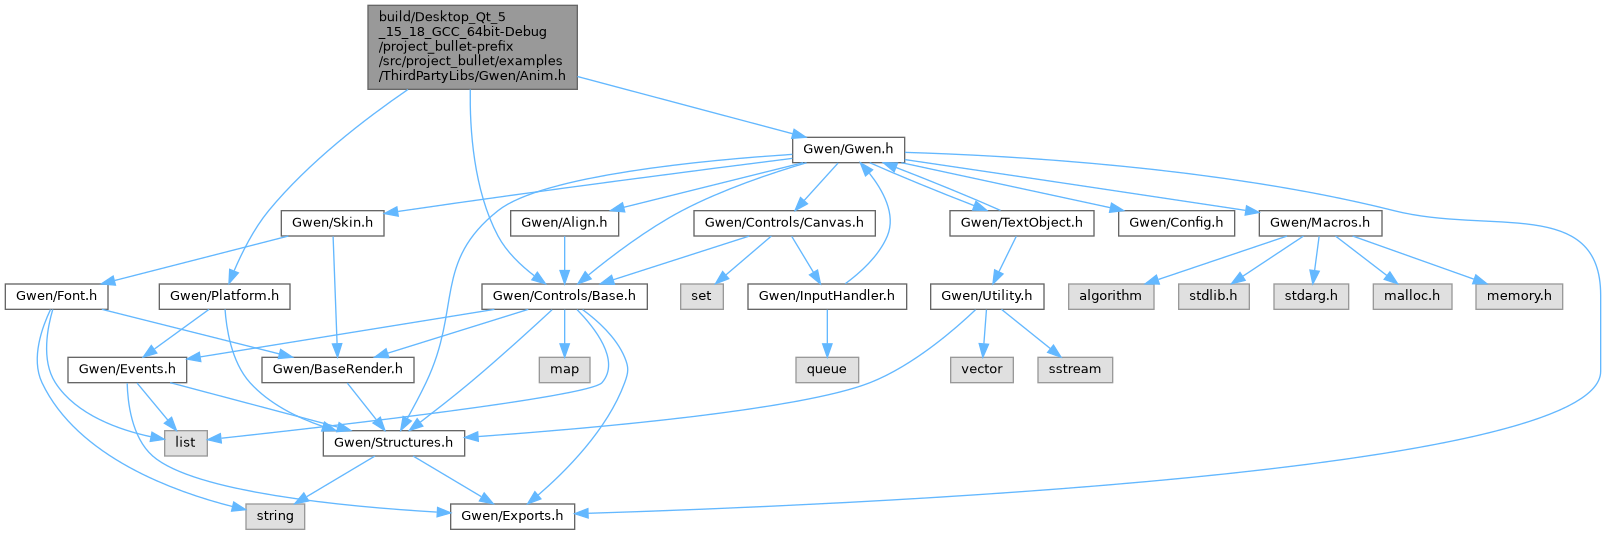 build/Desktop_Qt_5
_15_18_GCC_64bit-Debug
/project_bullet-prefix
/src/project_bullet/examples
/ThirdPartyLibs/Gwen/Anim.h
Gwen/Gwen.h
Gwen/Skin.h
Gwen/Align.h
Gwen/Controls/Canvas.h
Gwen/TextObject.h
Gwen/Config.h
Gwen/Macros.h
Gwen/Font.h
Gwen/Platform.h
Gwen/Controls/Base.h
set
Gwen/InputHandler.h
Gwen/Utility.h
algorithm
stdlib.h
stdarg.h
malloc.h
memory.h
Gwen/Events.h
Gwen/BaseRender.h
map
queue
vector
sstream
list
Gwen/Structures.h
string
Gwen/Exports.h